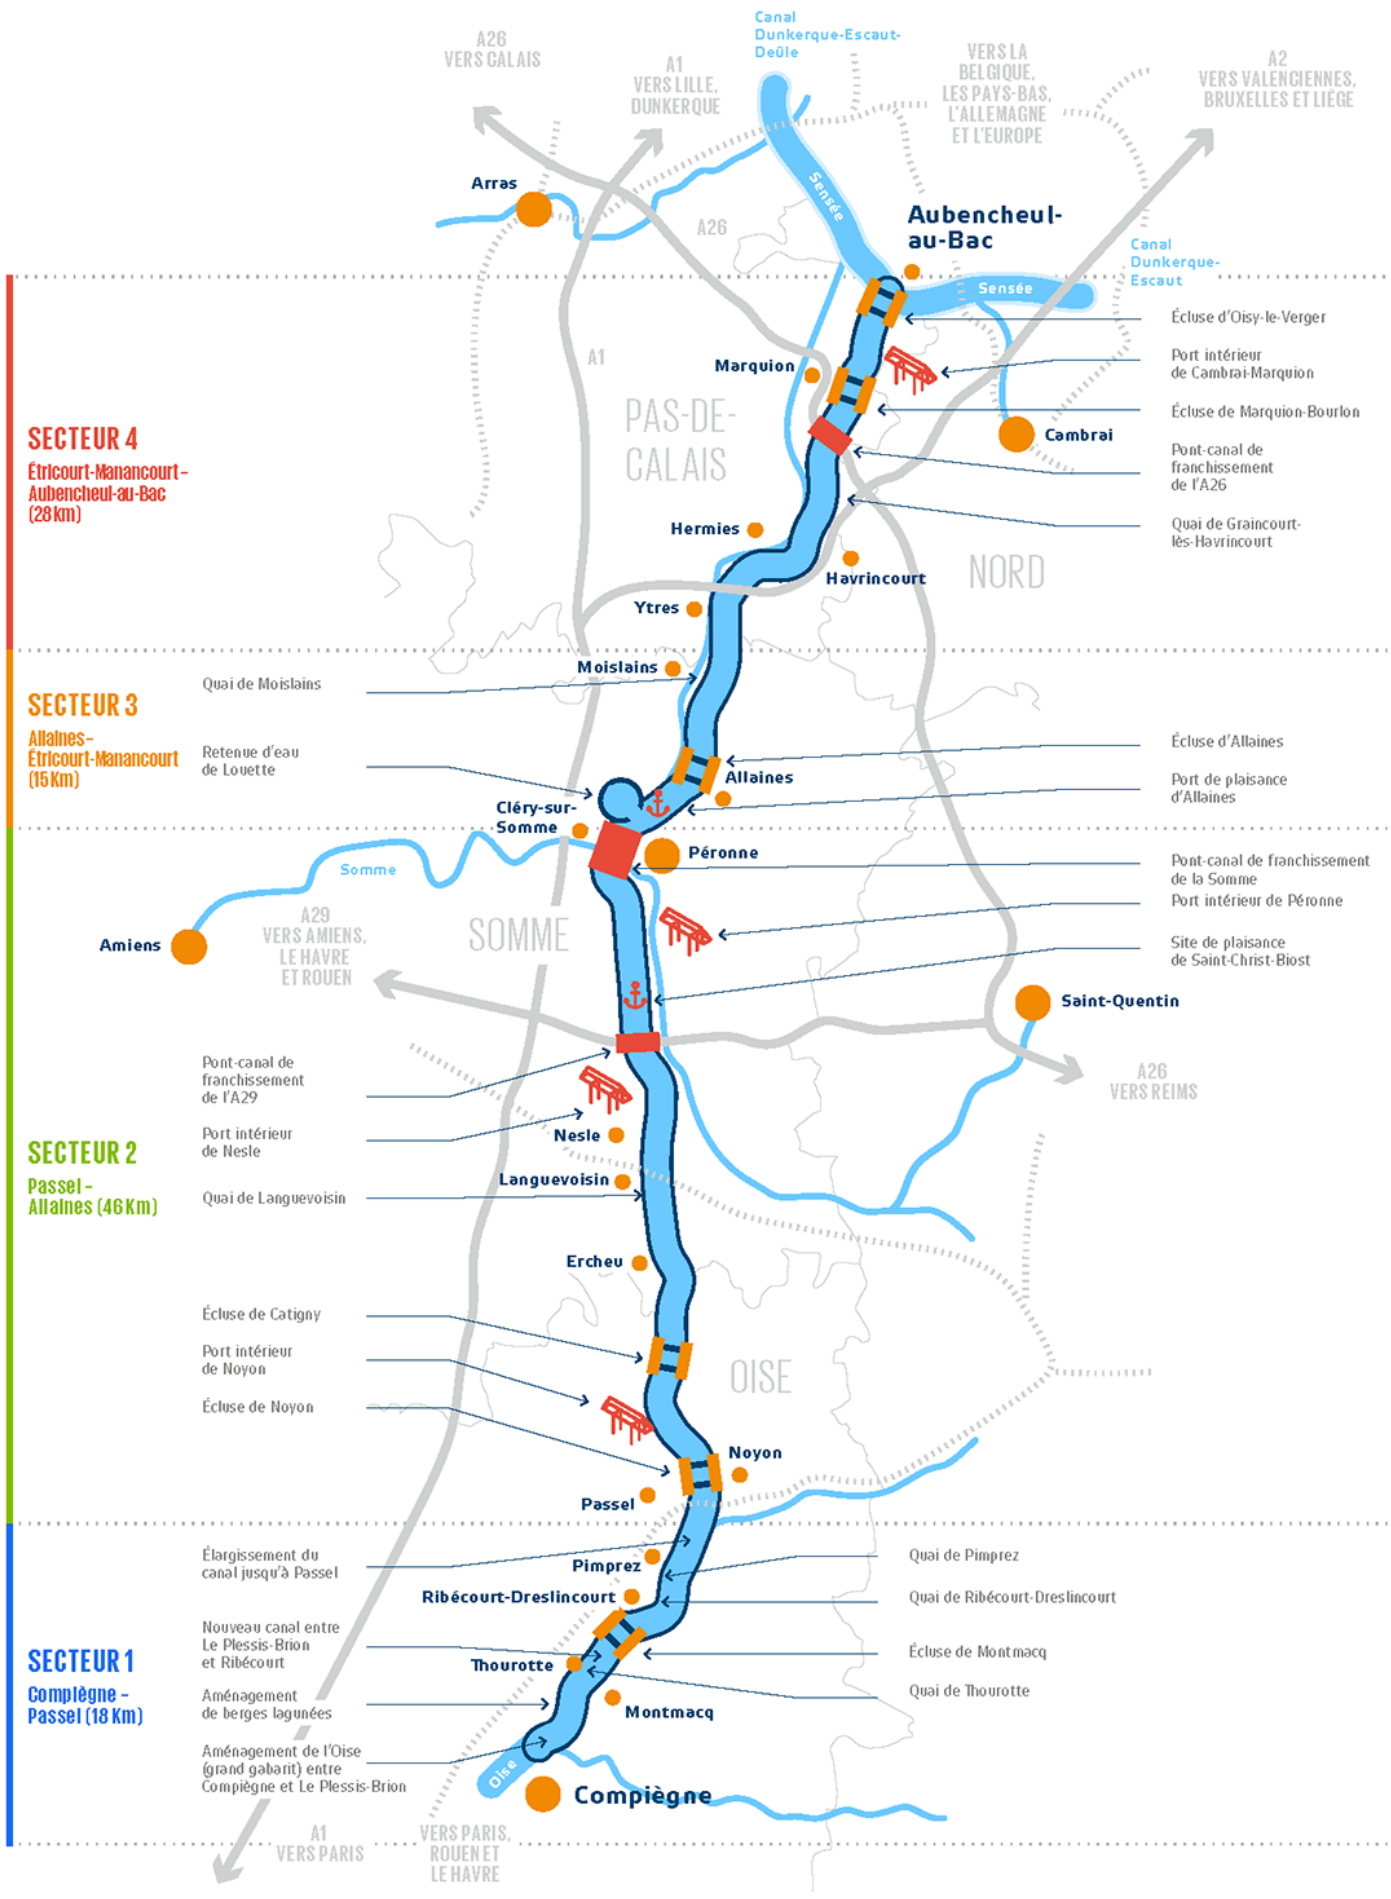 Canal
Dunkerque-Escaut-
Deûle
A26
VERS CALAIS
A1
VERS LILLE,
DUNKERQUE
VERS LA
BELGIQUE,
LES PAYS-BAS,
L'ALLEMAGNE
ET L'EUROPE
A2
VERS VALENCIENNES,
BRUXELLES ET LIÈGE
Arras
Sensée
A26
Aubencheul-
au-Bac
Canal
Dunkerque-
Escaut
Sensée
Écluse d'Oisy-le-Verger
A1
Marquion
Port intérieur
de Cambrai-Marquion
Écluse de Marquion-Bourlon
PAS-DE-
CALAIS
Cambrai
SECTEUR 4
Étricourt-Manancourt –
Aubencheul-au-Bac
(28 Km)
Pont-canal de
franchissement
de l'A26
Hermies
Quai de Graincourt-
lès-Havrincourt
Havrincourt
NORD
Ytres
Moislains
Quai de Moislains
SECTEUR 3
Allaines –
Étricourt-Manancourt
(15 Km)
Retenue d'eau
de Louette
Écluse d'Allaines
Allaines
Port de plaisance
d'Allaines
Cléry-sur-
Somme
Péronne
Somme
Pont-canal de franchissement
de la Somme
Port intérieur de Péronne
A29
VERS AMIENS,
LE HAVRE
ET ROUEN
SOMME
Amiens
Site de plaisance
de Saint-Christ-Biost
Saint-Quentin
Pont-canal de
franchissement
de l'A29
A26
VERS REIMS
Port intérieur
de Nesle
Nesle
SECTEUR 2
Passel –
Allaines (46 Km)
Languevoisin
Quai de Languevoisin
Ercheu
Écluse de Catigny
Port intérieur
de Noyon
OISE
Écluse de Noyon
Noyon
Passel
Élargissement du
canal jusqu'à Passel
Pimprez
Quai de Pimprez
Ribécourt-Dreslincourt
Quai de Ribécourt-Dreslincourt
Nouveau canal entre
Le Plessis-Brion
et Ribécourt
Écluse de Montmacq
SECTEUR 1
Compiègne –
Passel (18 Km)
Thourotte
Quai de Thourotte
Aménagement
de berges lagunées
Montmacq
Aménagement de l'Oise
(grand gabarit) entre
Compiègne et Le Plessis-Brion
Oise
Compiègne
A1
VERS PARIS
VERS PARIS,
ROUEN ET
LE HAVRE